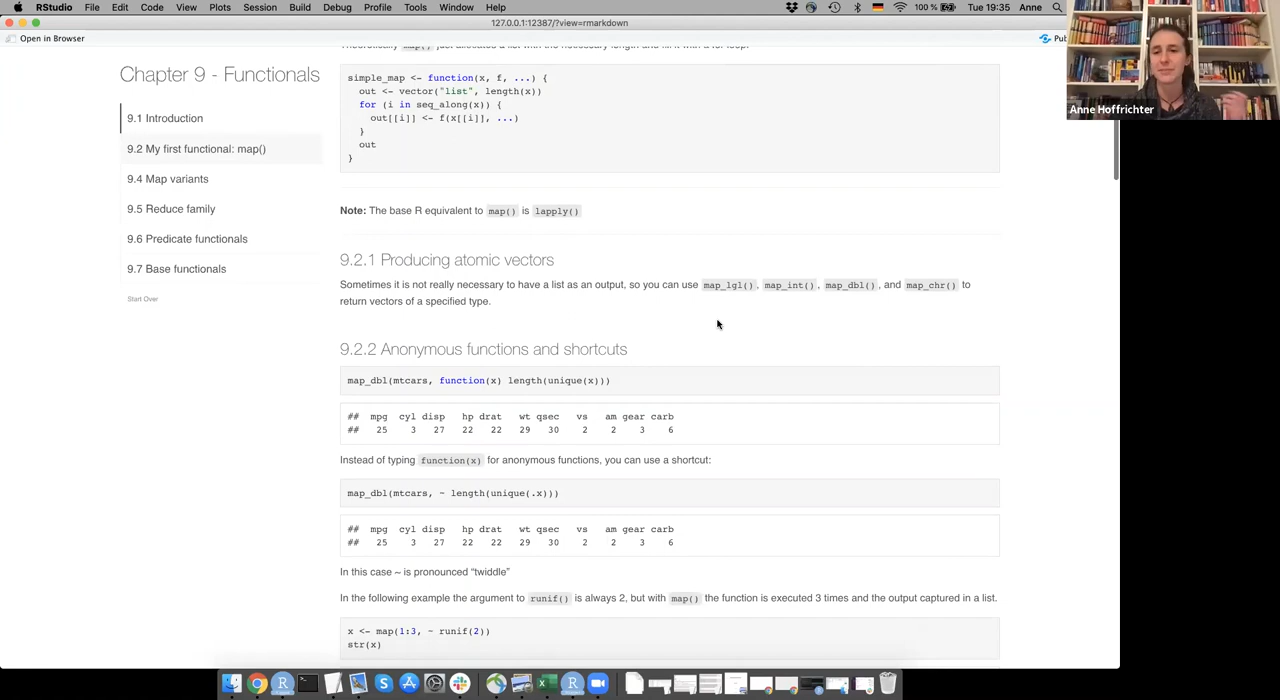 RStudio File Edit Code View Plots Session Build Debug Profile Tools Window Help 100 % Tue 19:35 Anne
127.0.0.1:12387/?view=rmarkdown
Open in Browser
Anne Hoffrichter
Chapter 9 - Functionals
9.1 Introduction
9.2 My first functional: map()
9.4 Map variants
9.5 Reduce family
9.6 Predicate functionals
9.7 Base functionals
Start Over
simple_map <- function(x, f, ...) {
out <- vector("list", length(x))
for (i in seq_along(x)) {
out[[i]] <- f(x[[i]], ...)
}
out
}
Note: The base R equivalent to map() is lapply()
9.2.1 Producing atomic vectors
Sometimes it is not really necessary to have a list as an output, so you can use map_lgl(), map_int(), map_dbl(), and map_chr() to
return vectors of a specified type.
9.2.2 Anonymous functions and shortcuts
map_dbl(mtcars, function(x) length(unique(x)))
## mpg cyl disp hp drat wt qsec vs am gear carb
## 25 3 27 22 22 29 30 2 2 3 6
Instead of typing function(x) for anonymous functions, you can use a shortcut:
map_dbl(mtcars, ~ length(unique(.x)))
## mpg cyl disp hp drat wt qsec vs am gear carb
## 25 3 27 22 22 29 30 2 2 3 6
In this case ~ is pronounced “twiddle”
In the following example the argument to runif() is always 2, but with map() the function is executed 3 times and the output captured in a list.
x <- map(1:3, ~ runif(2))
str(x)